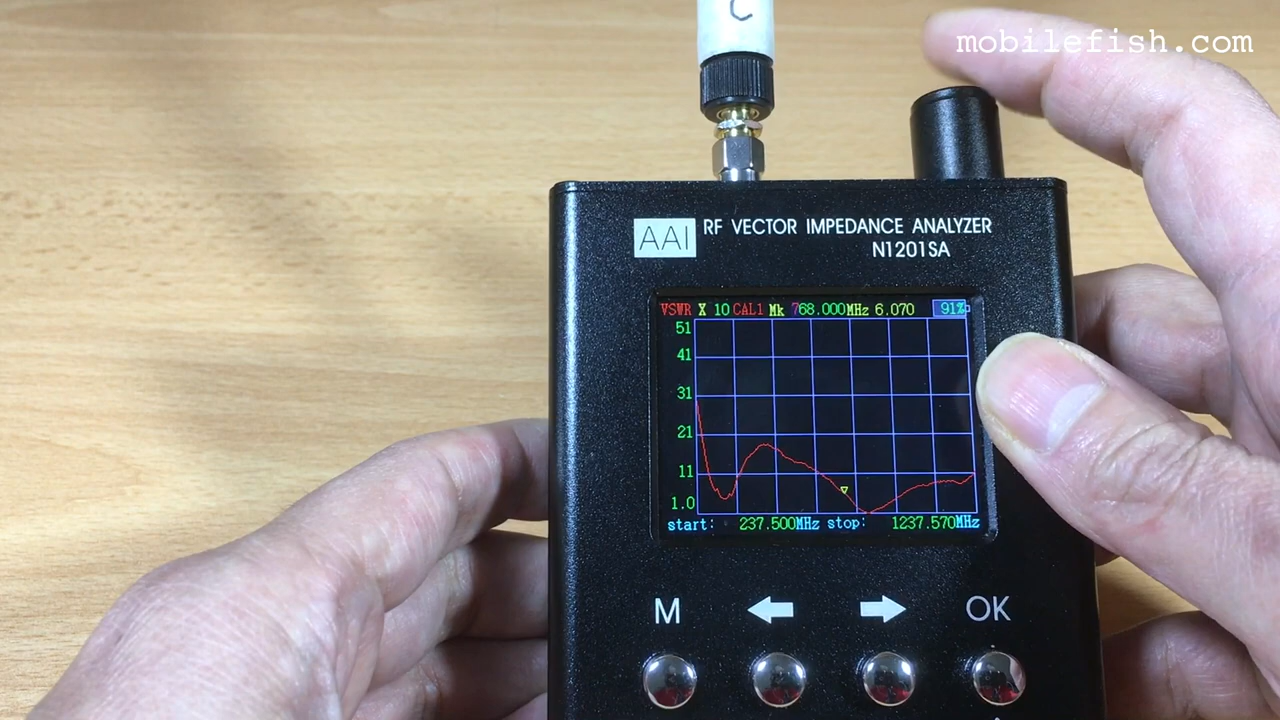 C
mobilefish.com
AAI RF VECTOR IMPEDANCE ANALYZER
N1201SA
VSWR X 10 CAL1 Mk 768.000MHz 6.070 91%
51
41
31
21
11
1.0
start: 237.500MHz stop: 1237.570MHz
M OK